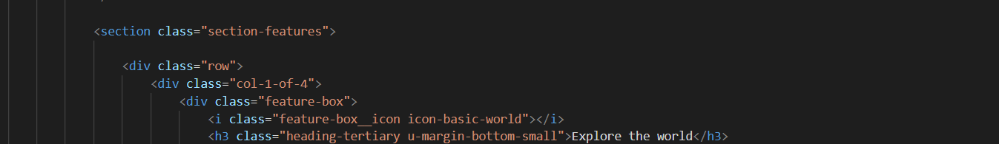 <section class="section-features">
<div class="row">
<div class="col-1-of-4">
<div class="feature-box">
<i class="feature-box__icon icon-basic-world"></i>
<h3 class="heading-tertiary u-margin-bottom-small">Explore the world</h3>